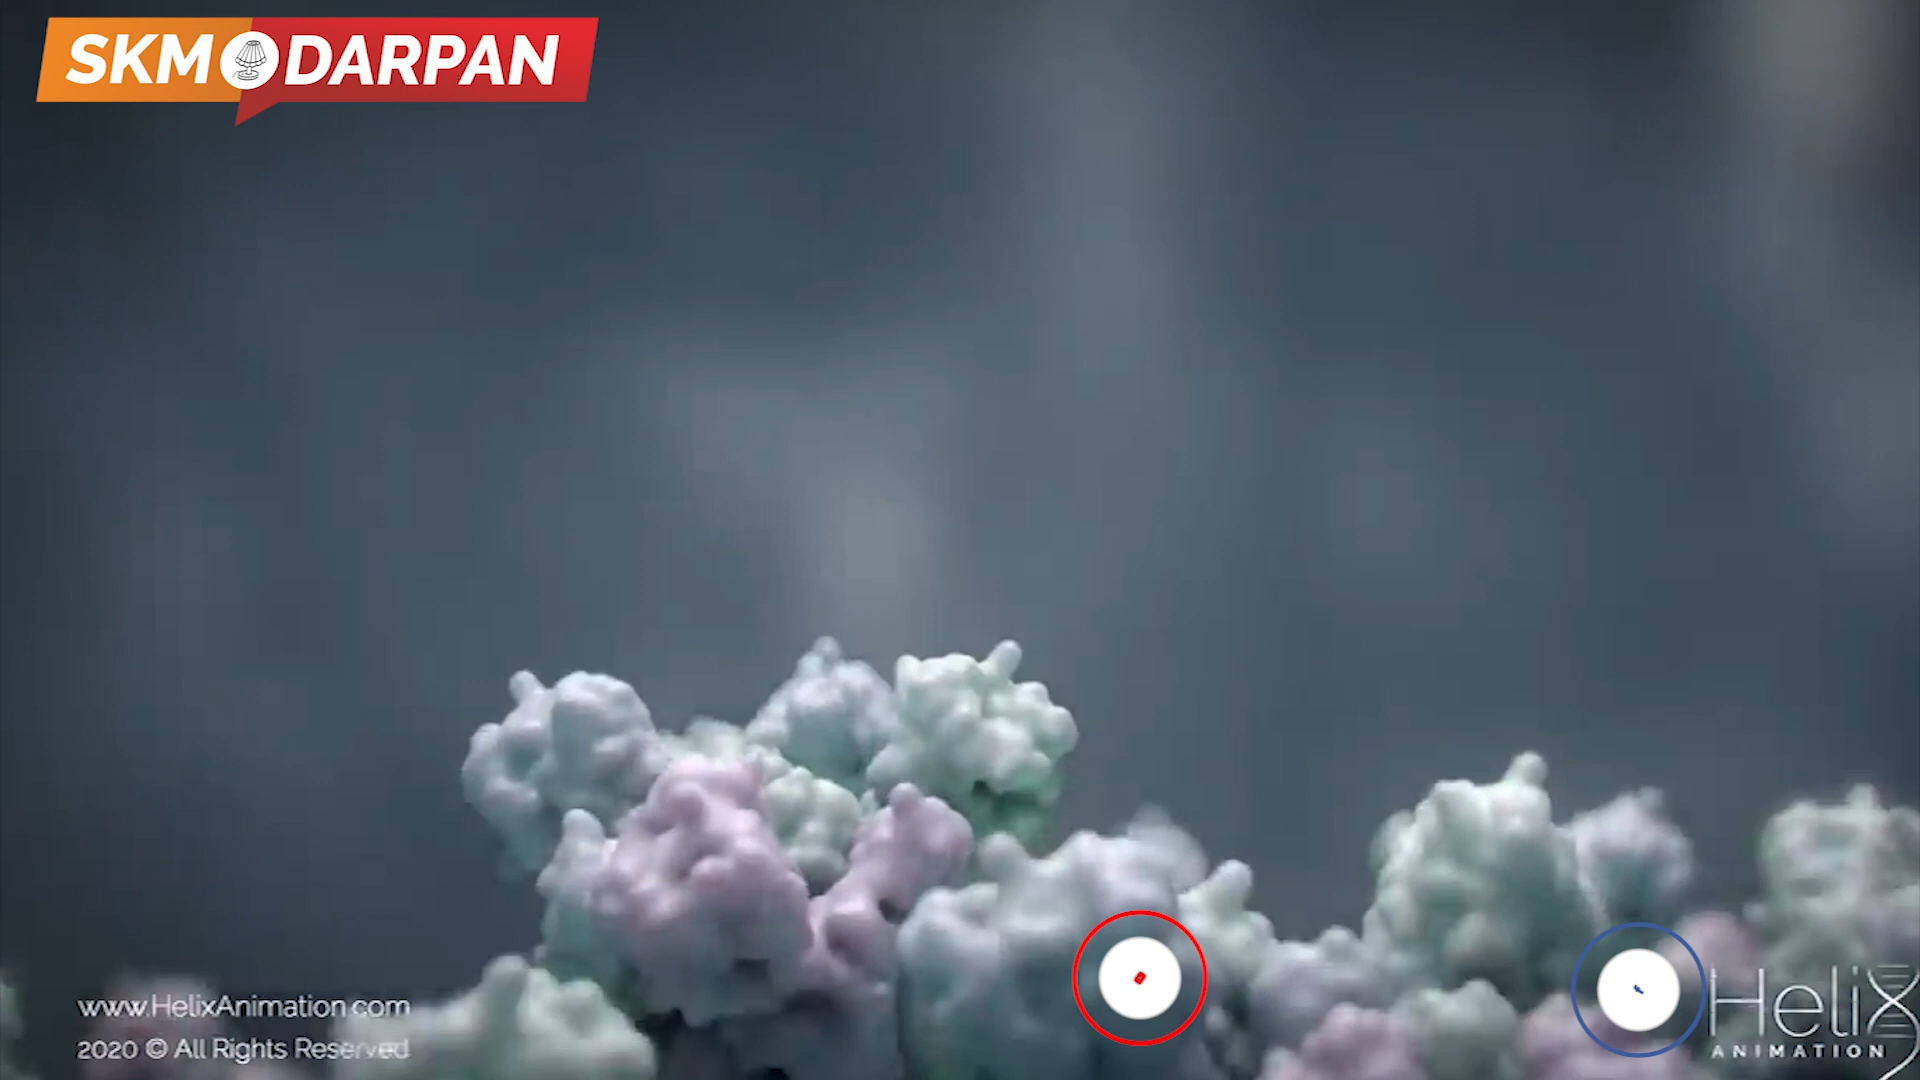 SKM DARPAN
www.HelixAnimation.com
2020 © All Rights Reserved
Helix
ANIMATION